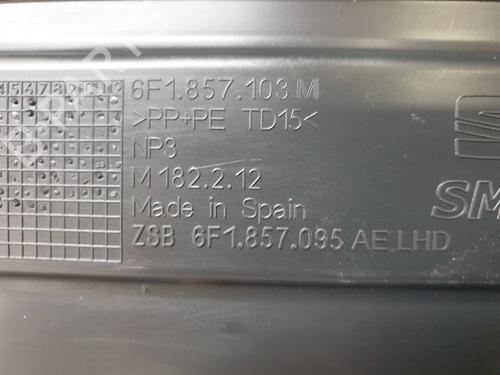 6F1.857.103 M
>PP+PE TD15<
NP3
M 182.2.12
Made in Spain
ZSB 6F1.857.095 AE.LHD
SM